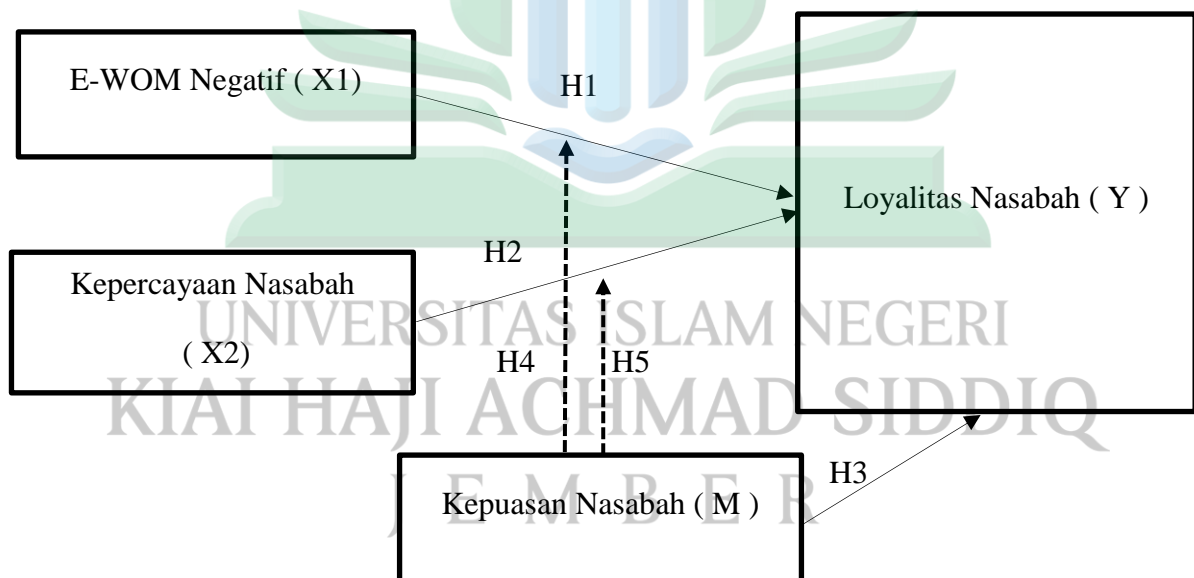 E-WOM Negatif ( X1)
H1
Loyalitas Nasabah ( Y )
H2
Kepercayaan Nasabah
( X2)
UNIVERSITAS ISLAM NEGERI
H4
H5
KIAI HAJI ACHMAD SIDDIQ
H3
Kepuasan Nasabah ( M )
J E M B E R